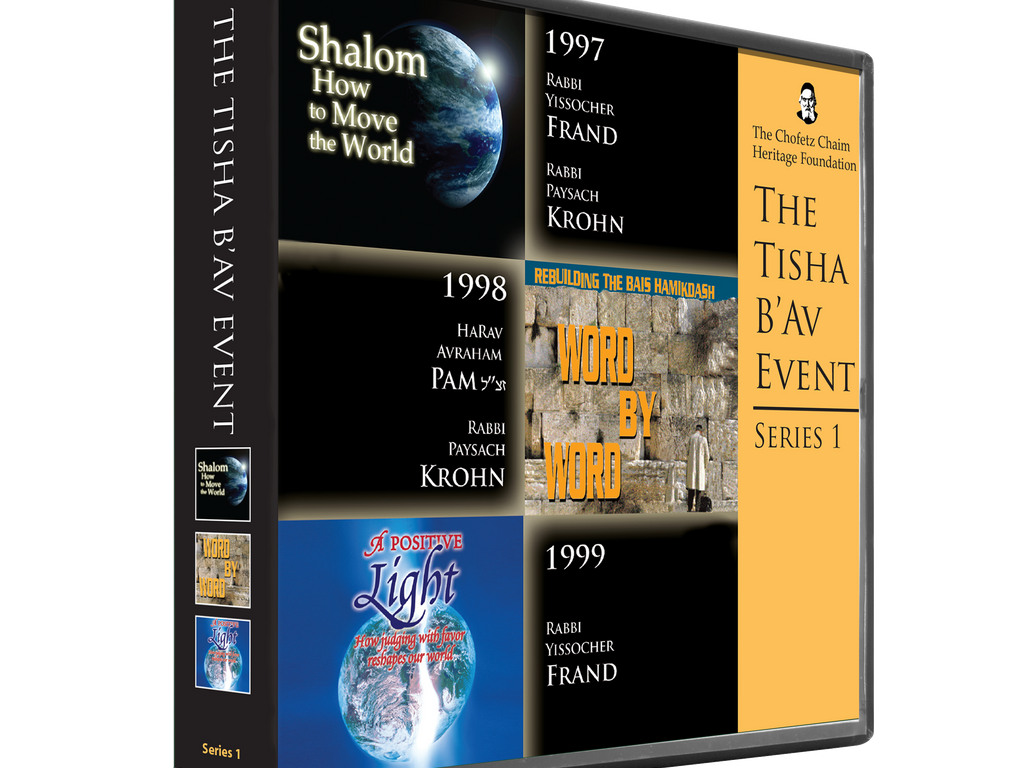 THE TISHA B'AV EVENT
Shalom
How
to Move
the World
WORD
BY
WORD
Light
Series 1
Shalom
How
to Move
the World
1997
RABBI
YISSOCHER
FRAND
RABBI
PAYSACH
KROHN
1998
HARAV
AVRAHAM
PAM זצ״ל
RABBI
PAYSACH
KROHN
REBUILDING THE BAIS HAMIKDASH
WORD
BY
WORD
A POSITIVE
Light
How judging with favor
reshapes our world.
1999
RABBI
YISSOCHER
FRAND
The Chofetz Chaim
Heritage Foundation
THE
TISHA
B'AV
EVENT
SERIES 1